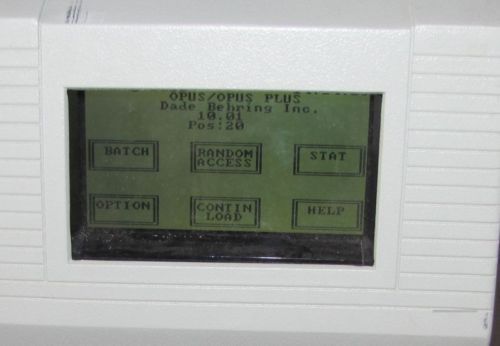 OPUS/OPUS PLUS
Dade Behring Inc.
10.01
Pos:20
BATCH
RANDOM
ACCESS
STAT
OPTION
CONTIN
LOAD
HELP